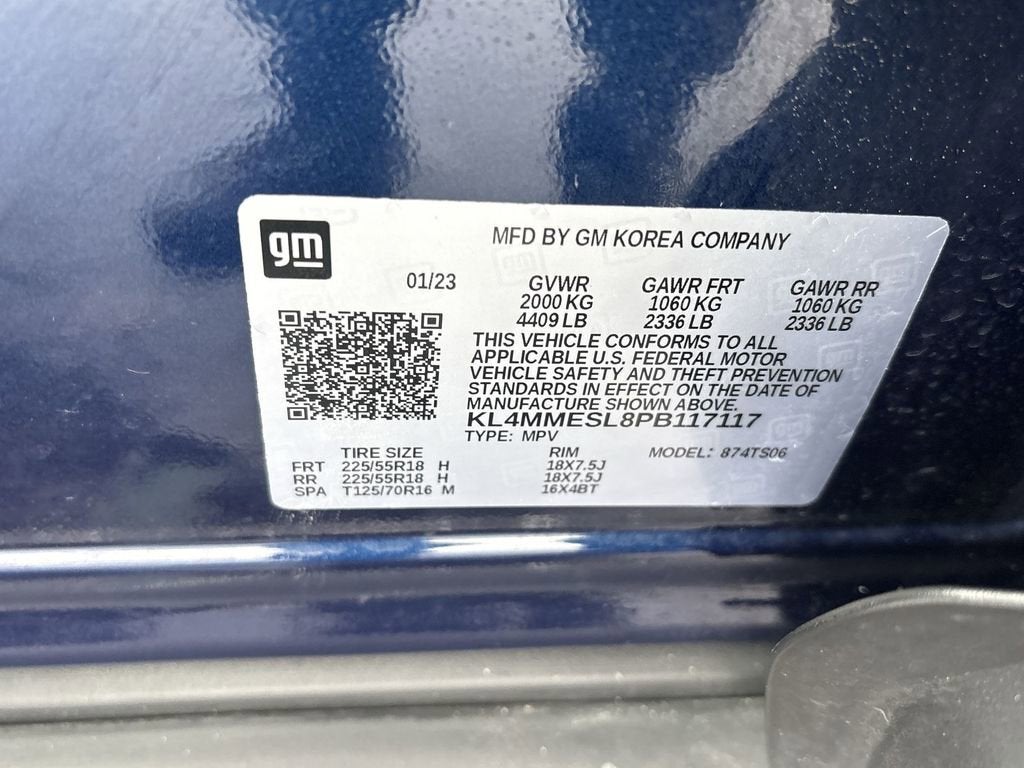 gm
MFD BY GM KOREA COMPANY
01/23
GVWR GAWR FRT GAWR RR
2000 KG 1060 KG 1060 KG
4409 LB 2336 LB 2336 LB
THIS VEHICLE CONFORMS TO ALL
APPLICABLE U.S. FEDERAL MOTOR
VEHICLE SAFETY AND THEFT PREVENTION
STANDARDS IN EFFECT ON THE DATE OF
MANUFACTURE SHOWN ABOVE.
KL4MMESL8PB117117
TYPE: MPV
TIRE SIZE RIM MODEL: 874TS06
FRT 225/55R18 H 18X7.5J
RR 225/55R18 H 18X7.5J
SPA T125/70R16 M 16X4BT